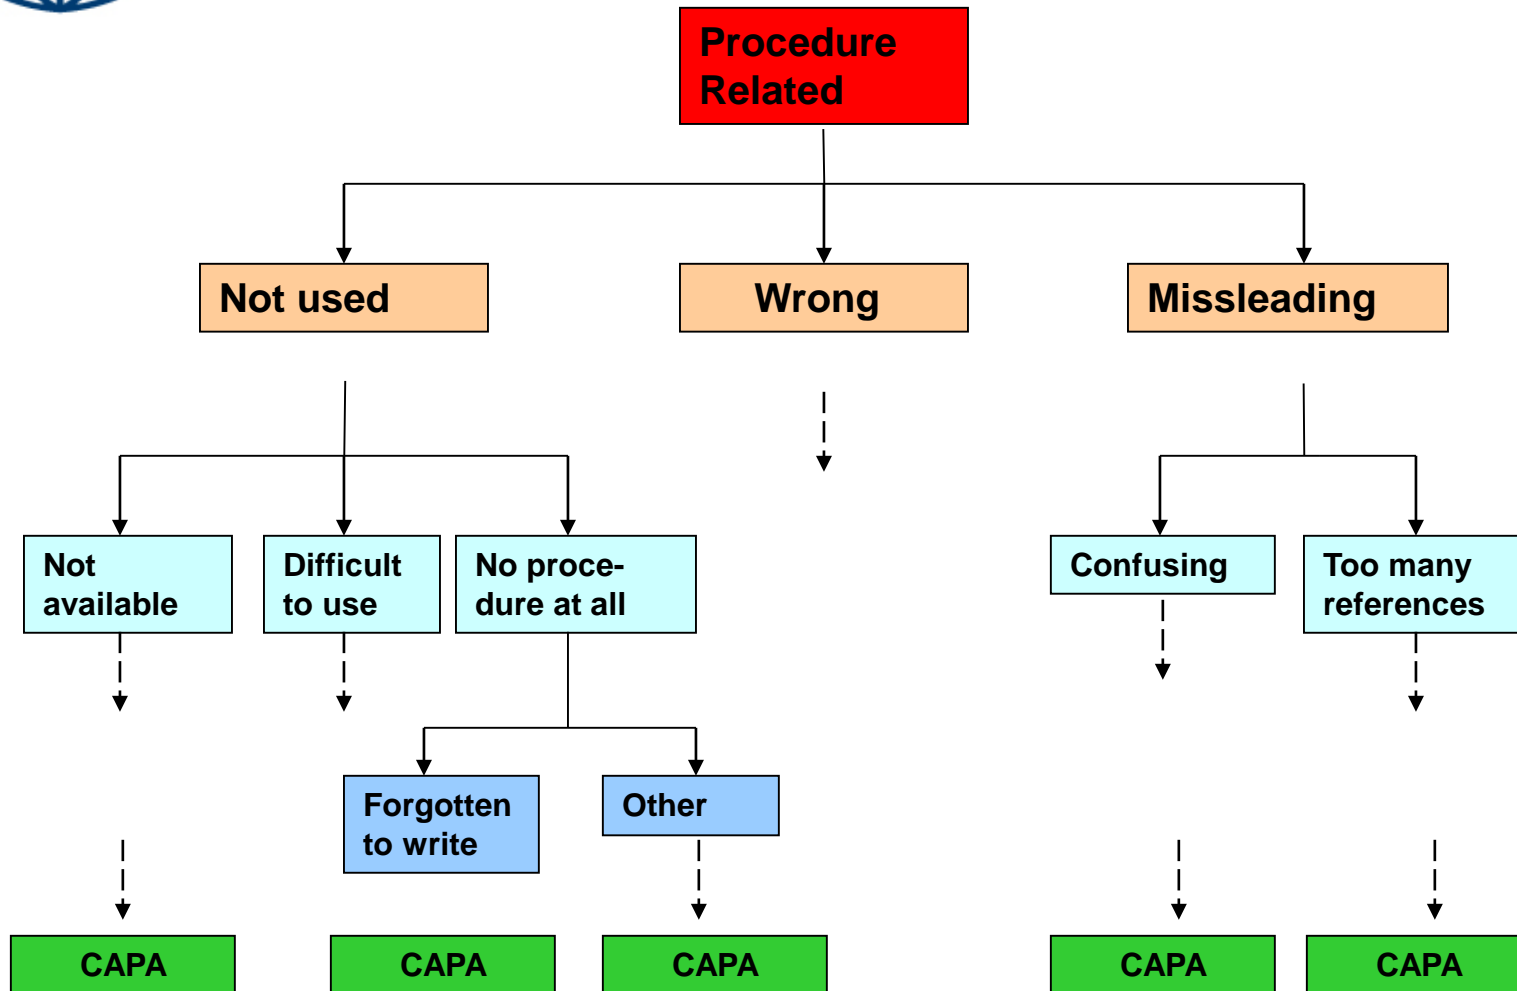 Procedure
Related
Not used
Wrong
Missleading
Not
available
Difficult
to use
No proce-
dure at all
Confusing
Too many
references
Forgotten
to write
Other
CAPA
CAPA
CAPA
CAPA
CAPA